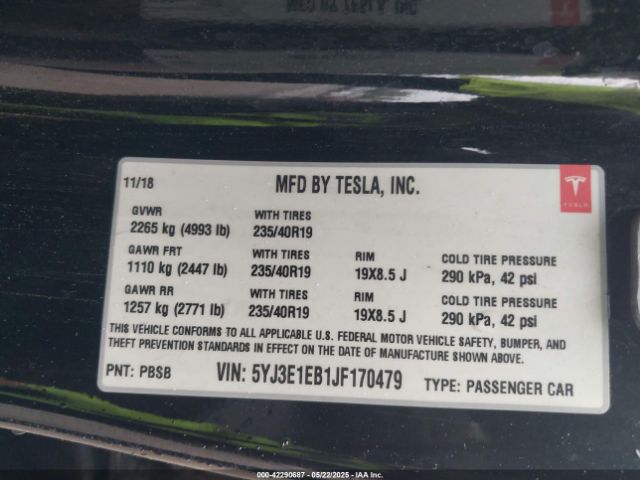 11/18 MFD BY TESLA, INC.
TESLA
GVWR WITH TIRES
2265 kg (4993 lb) 235/40R19
GAWR FRT WITH TIRES RIM COLD TIRE PRESSURE
1110 kg (2447 lb) 235/40R19 19X8.5 J 290 kPa, 42 psi
GAWR RR WITH TIRES RIM COLD TIRE PRESSURE
1257 kg (2771 lb) 235/40R19 19X8.5 J 290 kPa, 42 psi
THIS VEHICLE CONFORMS TO ALL APPLICABLE U.S. FEDERAL MOTOR VEHICLE SAFETY, BUMPER, AND
THEFT PREVENTION STANDARDS IN EFFECT ON THE DATE OF MANUFACTURE SHOWN ABOVE.
PNT: PBSB VIN: 5YJ3E1EB1JF170479 TYPE: PASSENGER CAR
000-42290687 - 05/22/2025 - IAAI.COM